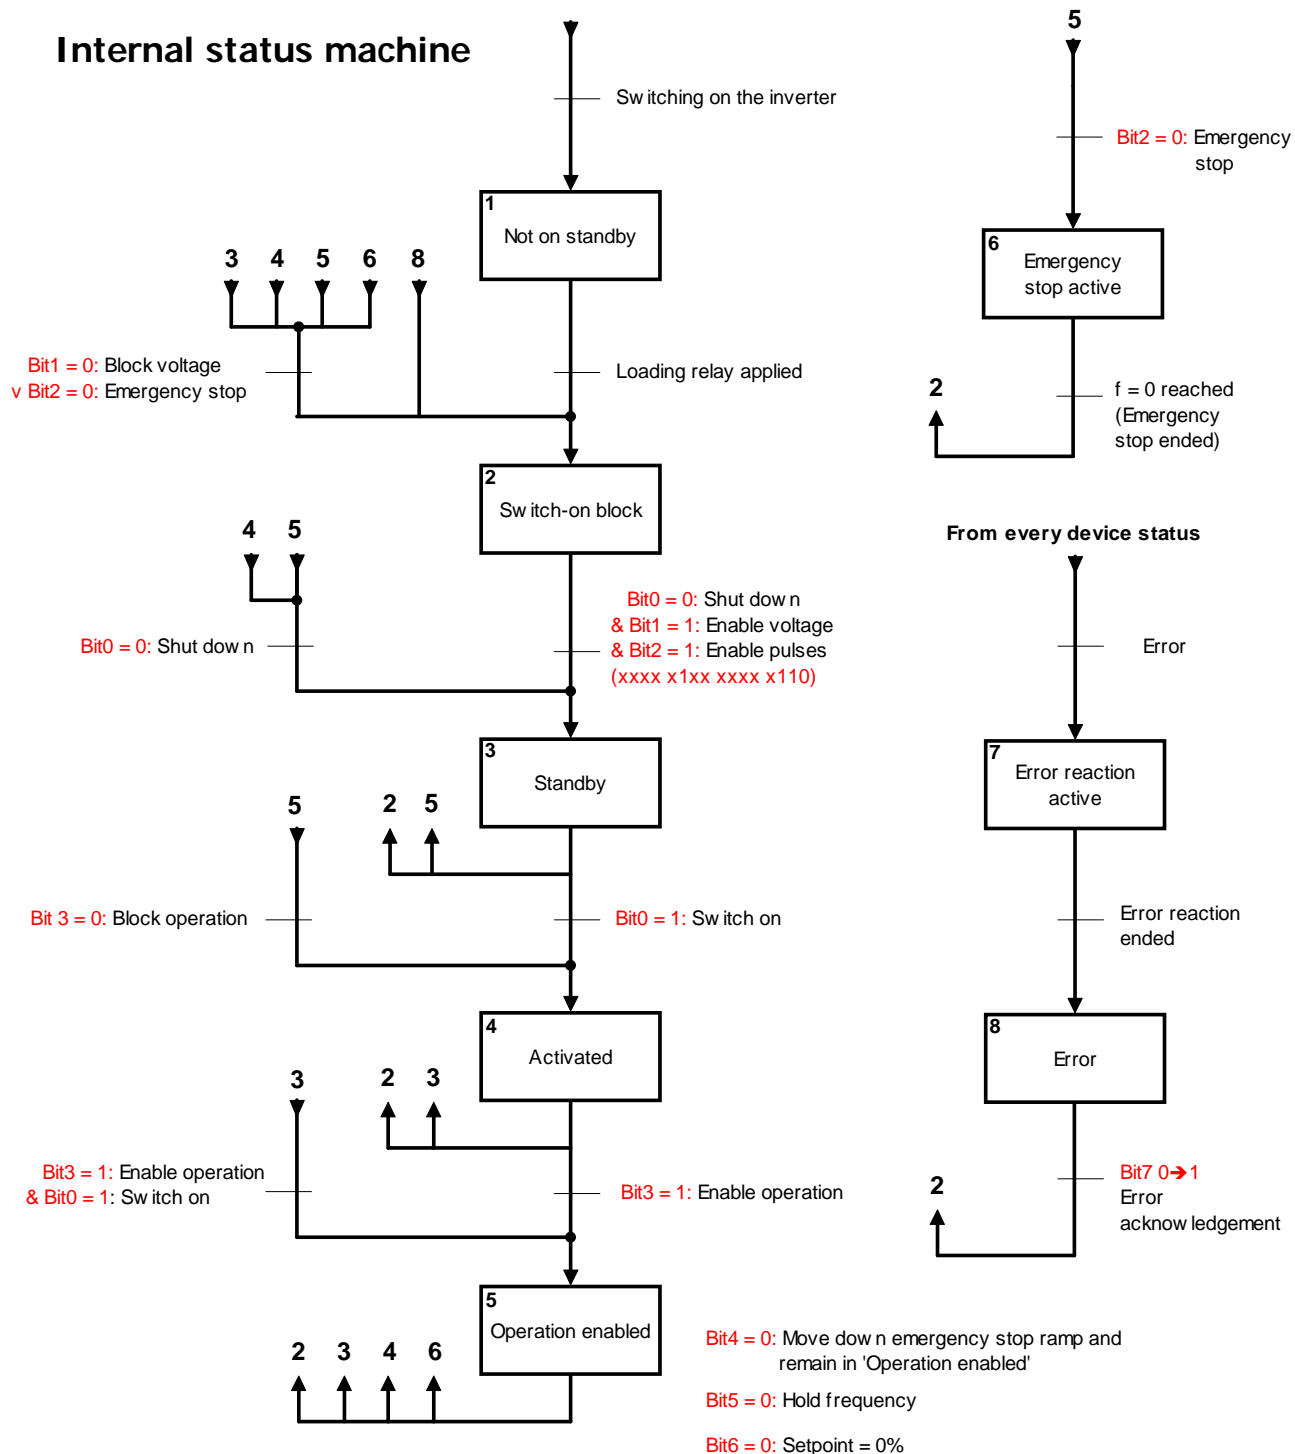 Internal status machine
Switching on the inverter
1
Not on standby
3 4 5 6 8
Bit1 = 0: Block voltage
v Bit2 = 0: Emergency stop
Loading relay applied
2
Switch-on block
4 5
Bit0 = 0: Shut down
Bit0 = 0: Shut down
& Bit1 = 1: Enable voltage
& Bit2 = 1: Enable pulses
(xxxx x1xx xxxx x110)
3
Standby
5
2 5
Bit 3 = 0: Block operation
Bit0 = 1: Switch on
4
Activated
3
2 3
Bit3 = 1: Enable operation
& Bit0 = 1: Switch on
Bit3 = 1: Enable operation
5
Operation enabled
2 3 4 6
Bit4 = 0: Move down emergency stop ramp and
remain in 'Operation enabled'
Bit5 = 0: Hold frequency
Bit6 = 0: Setpoint = 0%
5
Bit2 = 0: Emergency
stop
6
Emergency
stop active
2
f = 0 reached
(Emergency
stop ended)
From every device status
Error
7
Error reaction
active
Error reaction
ended
8
Error
2
Bit7 0➔1
Error
acknowledgement